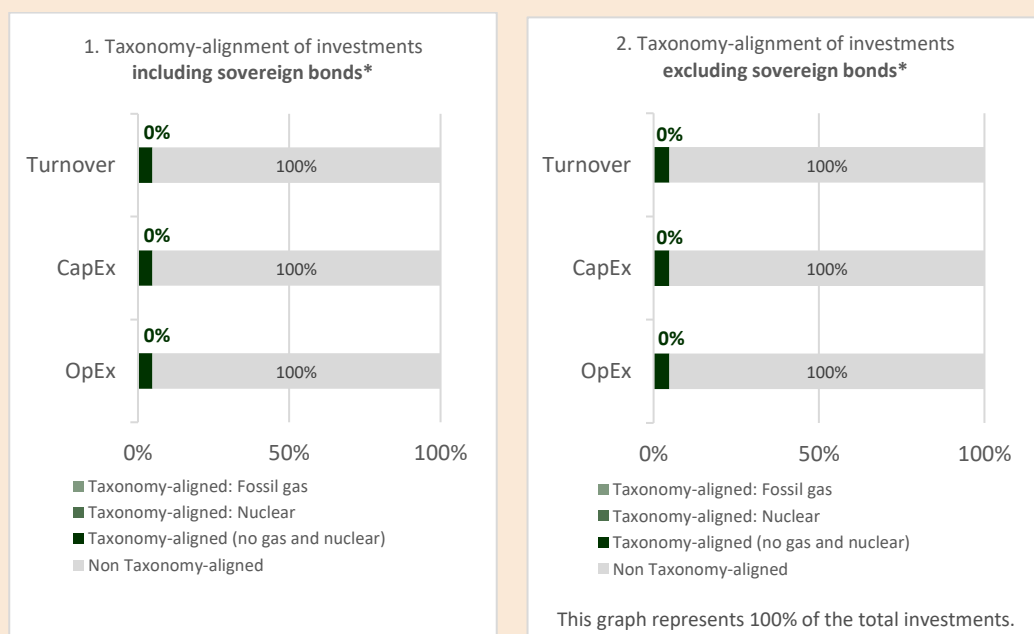 1. Taxonomy-alignment of investments
including sovereign bonds*
0%
Turnover
100%
0%
CapEx
100%
0%
OpEx
100%
0%
50%
100%
Taxonomy-aligned: Fossil gas
Taxonomy-aligned: Nuclear
Taxonomy-aligned (no gas and nuclear)
Non Taxonomy-aligned
2. Taxonomy-alignment of investments
excluding sovereign bonds*
0%
Turnover
100%
0%
CapEx
100%
0%
OpEx
100%
0%
50%
100%
Taxonomy-aligned: Fossil gas
Taxonomy-aligned: Nuclear
Taxonomy-aligned (no gas and nuclear)
Non Taxonomy-aligned
This graph represents 100% of the total investments.